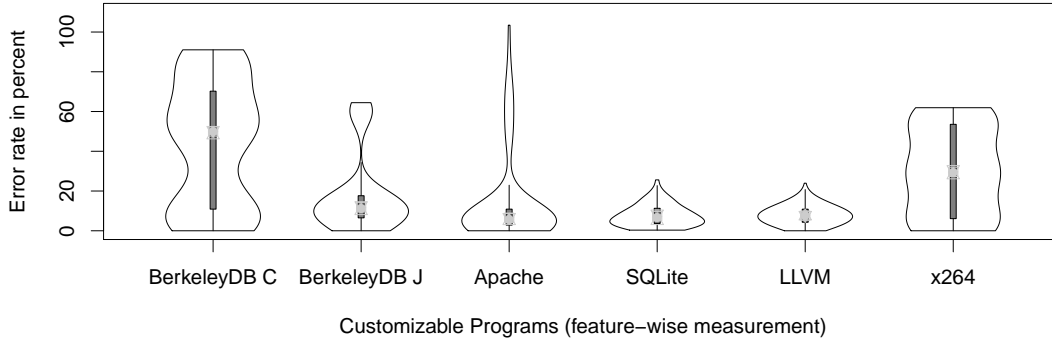 Error rate in percent
100
60
20
0
BerkeleyDB C BerkeleyDB J Apache SQLite LLVM x264
Customizable Programs (feature−wise measurement)